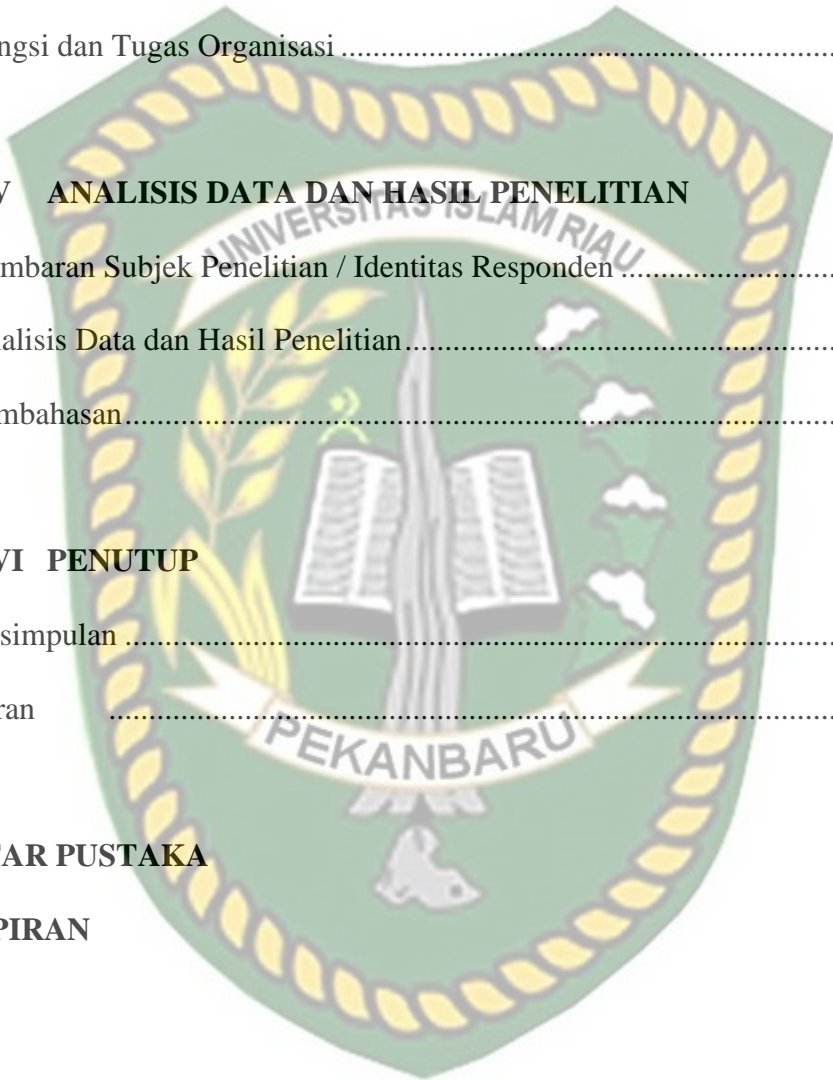 ngsi dan Tugas Organisasi ................................................................................
V ANALISIS DATA DAN HASIL PENELITIAN
UNIVERSITAS ISLAM RIAU
mbaran Subjek Penelitian / Identitas Responden ................................
alisis Data dan Hasil Penelitian ................................................................
mbahasan ................................................................................................
VI PENUTUP
simpulan ................................................................................................
ran ................................................................................................
PEKANBARU
AR PUSTAKA
PIRAN